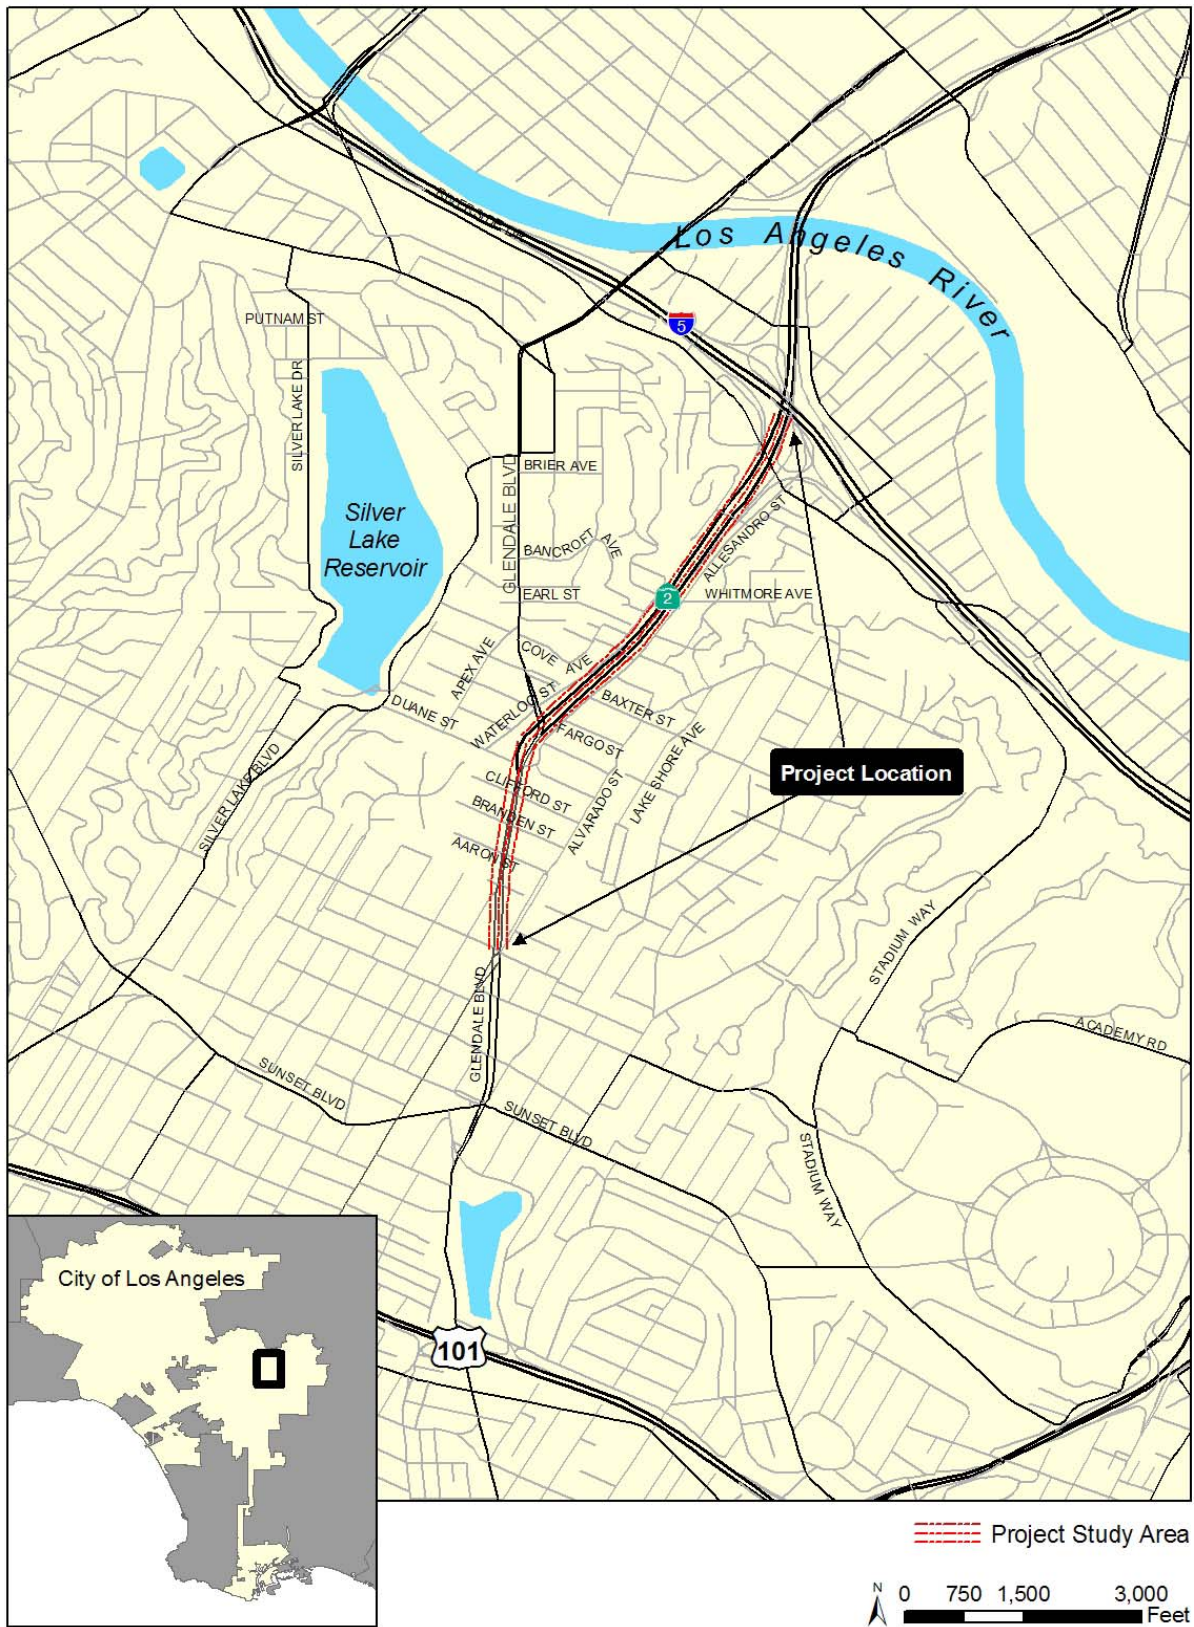 RIVERSIDE DR
Los Angeles River
5
PUTNAM ST
SILVER LAKE DR
GLENDALE BLVD
BRIER AVE
Silver
Lake
Reservoir
BANCROFT AVE
ALLESANDRO ST
EARL ST
2
WHITMORE AVE
COVE AVE
APEX AVE
WATERLOO ST
DUANE ST
BAXTER ST
FARGO ST
LAKE SHORE AVE
Project Location
CLIFFORD ST
BRANDEN ST
ALVARADO ST
SILVER LAKE BLVD
AARON ST
STADIUM WAY
GLENDALE BLVD
ACADEMY RD
SUNSET BLVD
SUNSET BLVD
STADIUM WAY
City of Los Angeles
101
Project Study Area
N
0 750 1,500 3,000
Feet